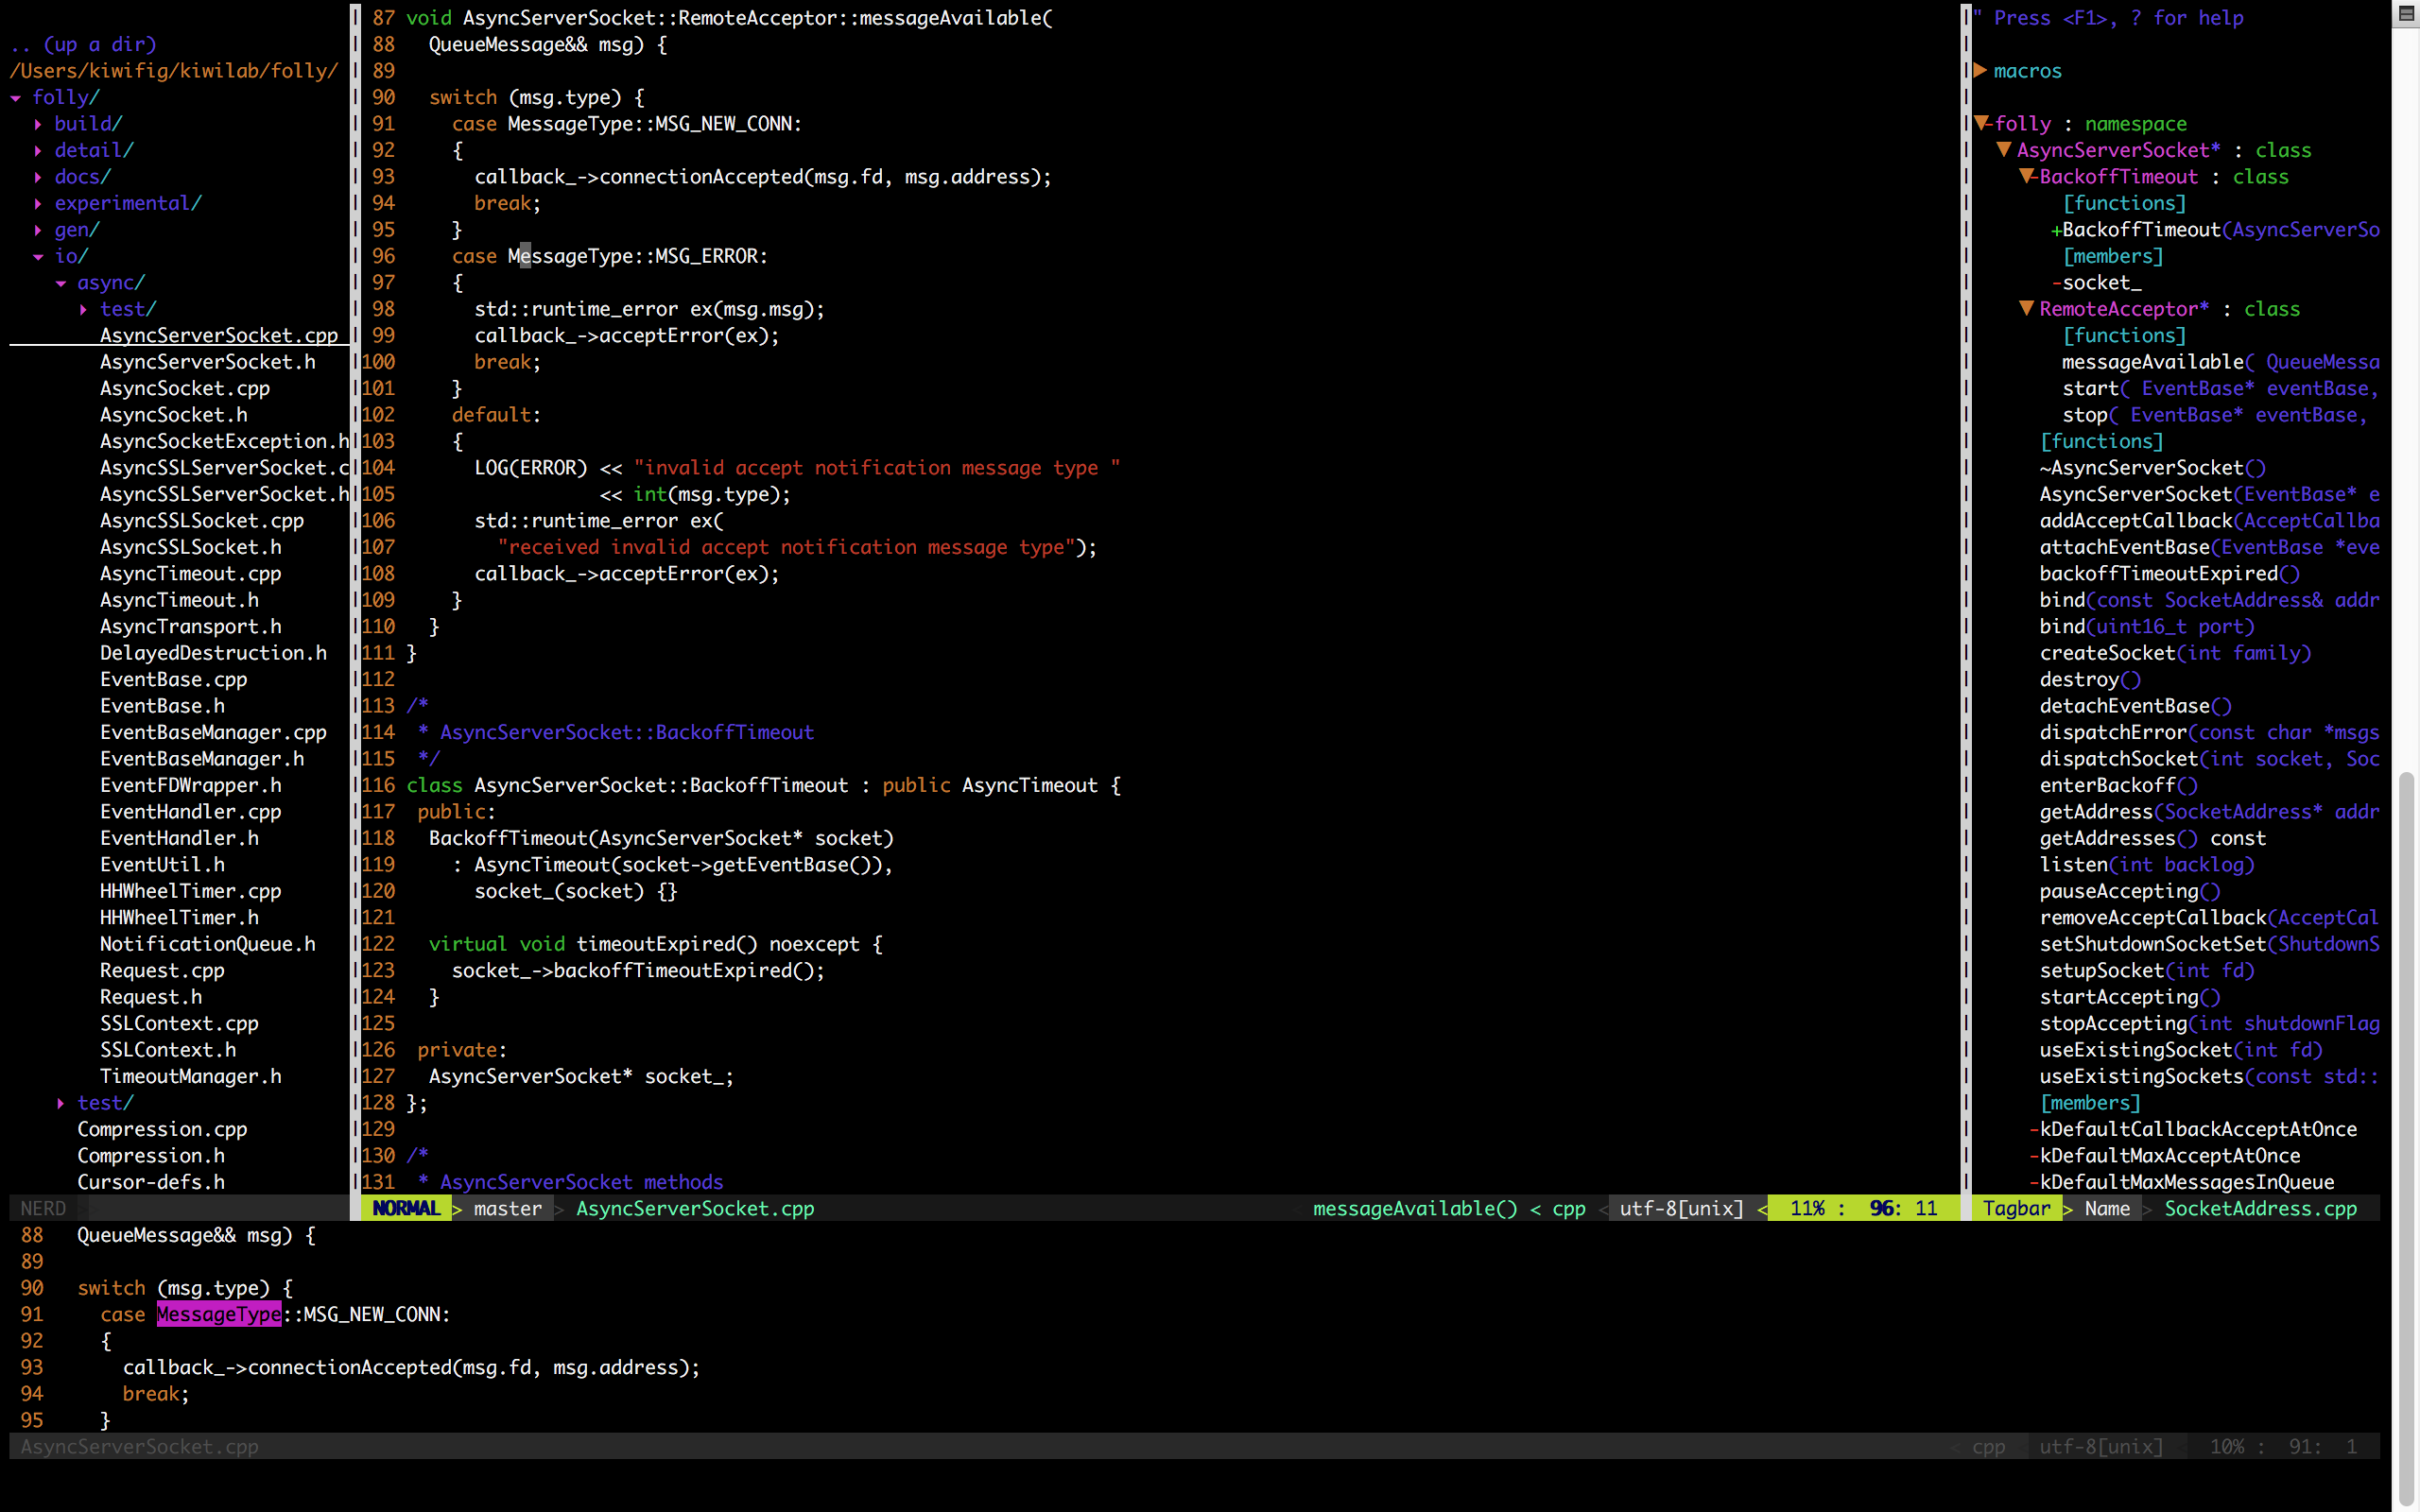 .. (up a dir)
/Users/kiwifig/kiwilab/folly/
▾ folly/
▸ build/
▸ detail/
▸ docs/
▸ experimental/
▸ gen/
▾ io/
▾ async/
▸ test/
AsyncServerSocket.cpp
AsyncServerSocket.h
AsyncSocket.cpp
AsyncSocket.h
AsyncSocketException.h
AsyncSSLServerSocket.c
AsyncSSLServerSocket.h
AsyncSSLSocket.cpp
AsyncSSLSocket.h
AsyncTimeout.cpp
AsyncTimeout.h
AsyncTransport.h
DelayedDestruction.h
EventBase.cpp
EventBase.h
EventBaseManager.cpp
EventBaseManager.h
EventFDWrapper.h
EventHandler.cpp
EventHandler.h
EventUtil.h
HHWheelTimer.cpp
HHWheelTimer.h
NotificationQueue.h
Request.cpp
Request.h
SSLContext.cpp
SSLContext.h
TimeoutManager.h
▸ test/
Compression.cpp
Compression.h
Cursor-defs.h
NERD
87 void AsyncServerSocket::RemoteAcceptor::messageAvailable(
88   QueueMessage&& msg) {
89
90   switch (msg.type) {
91     case MessageType::MSG_NEW_CONN:
92     {
93       callback_->connectionAccepted(msg.fd, msg.address);
94       break;
95     }
96     case MessageType::MSG_ERROR:
97     {
98       std::runtime_error ex(msg.msg);
99       callback_->acceptError(ex);
100       break;
101     }
102     default:
103     {
104       LOG(ERROR) << "invalid accept notification message type "
105                  << int(msg.type);
106       std::runtime_error ex(
107         "received invalid accept notification message type");
108       callback_->acceptError(ex);
109     }
110   }
111 }
112
113 /*
114  * AsyncServerSocket::BackoffTimeout
115  */
116 class AsyncServerSocket::BackoffTimeout : public AsyncTimeout {
117  public:
118   BackoffTimeout(AsyncServerSocket* socket)
119     : AsyncTimeout(socket->getEventBase()),
120       socket_(socket) {}
121
122   virtual void timeoutExpired() noexcept {
123     socket_->backoffTimeoutExpired();
124   }
125
126  private:
127   AsyncServerSocket* socket_;
128 };
129
130 /*
131  * AsyncServerSocket methods
NORMAL > master > AsyncServerSocket.cpp messageAvailable() < cpp < utf-8[unix] < 11% : 96: 11
" Press <F1>, ? for help
▶ macros
▼-folly : namespace
▼ AsyncServerSocket* : class
▼-BackoffTimeout : class
[functions]
+BackoffTimeout(AsyncServerSo
[members]
-socket_
▼ RemoteAcceptor* : class
[functions]
messageAvailable( QueueMessa
start( EventBase* eventBase,
stop( EventBase* eventBase,
[functions]
~AsyncServerSocket()
AsyncServerSocket(EventBase* e
addAcceptCallback(AcceptCallba
attachEventBase(EventBase *eve
backoffTimeoutExpired()
bind(const SocketAddress& addr
bind(uint16_t port)
createSocket(int family)
destroy()
detachEventBase()
dispatchError(const char *msgs
dispatchSocket(int socket, Soc
enterBackoff()
getAddress(SocketAddress* addr
getAddresses() const
listen(int backlog)
pauseAccepting()
removeAcceptCallback(AcceptCal
setShutdownSocketSet(ShutdownS
setupSocket(int fd)
startAccepting()
stopAccepting(int shutdownFlag
useExistingSocket(int fd)
useExistingSockets(const std::
[members]
-kDefaultCallbackAcceptAtOnce
-kDefaultMaxAcceptAtOnce
-kDefaultMaxMessagesInQueue
Tagbar > Name > SocketAddress.cpp
88   QueueMessage&& msg) {
89
90   switch (msg.type) {
91     case MessageType::MSG_NEW_CONN:
92     {
93       callback_->connectionAccepted(msg.fd, msg.address);
94       break;
95     }
AsyncServerSocket.cpp < cpp utf-8[unix] 10% : 91: 1